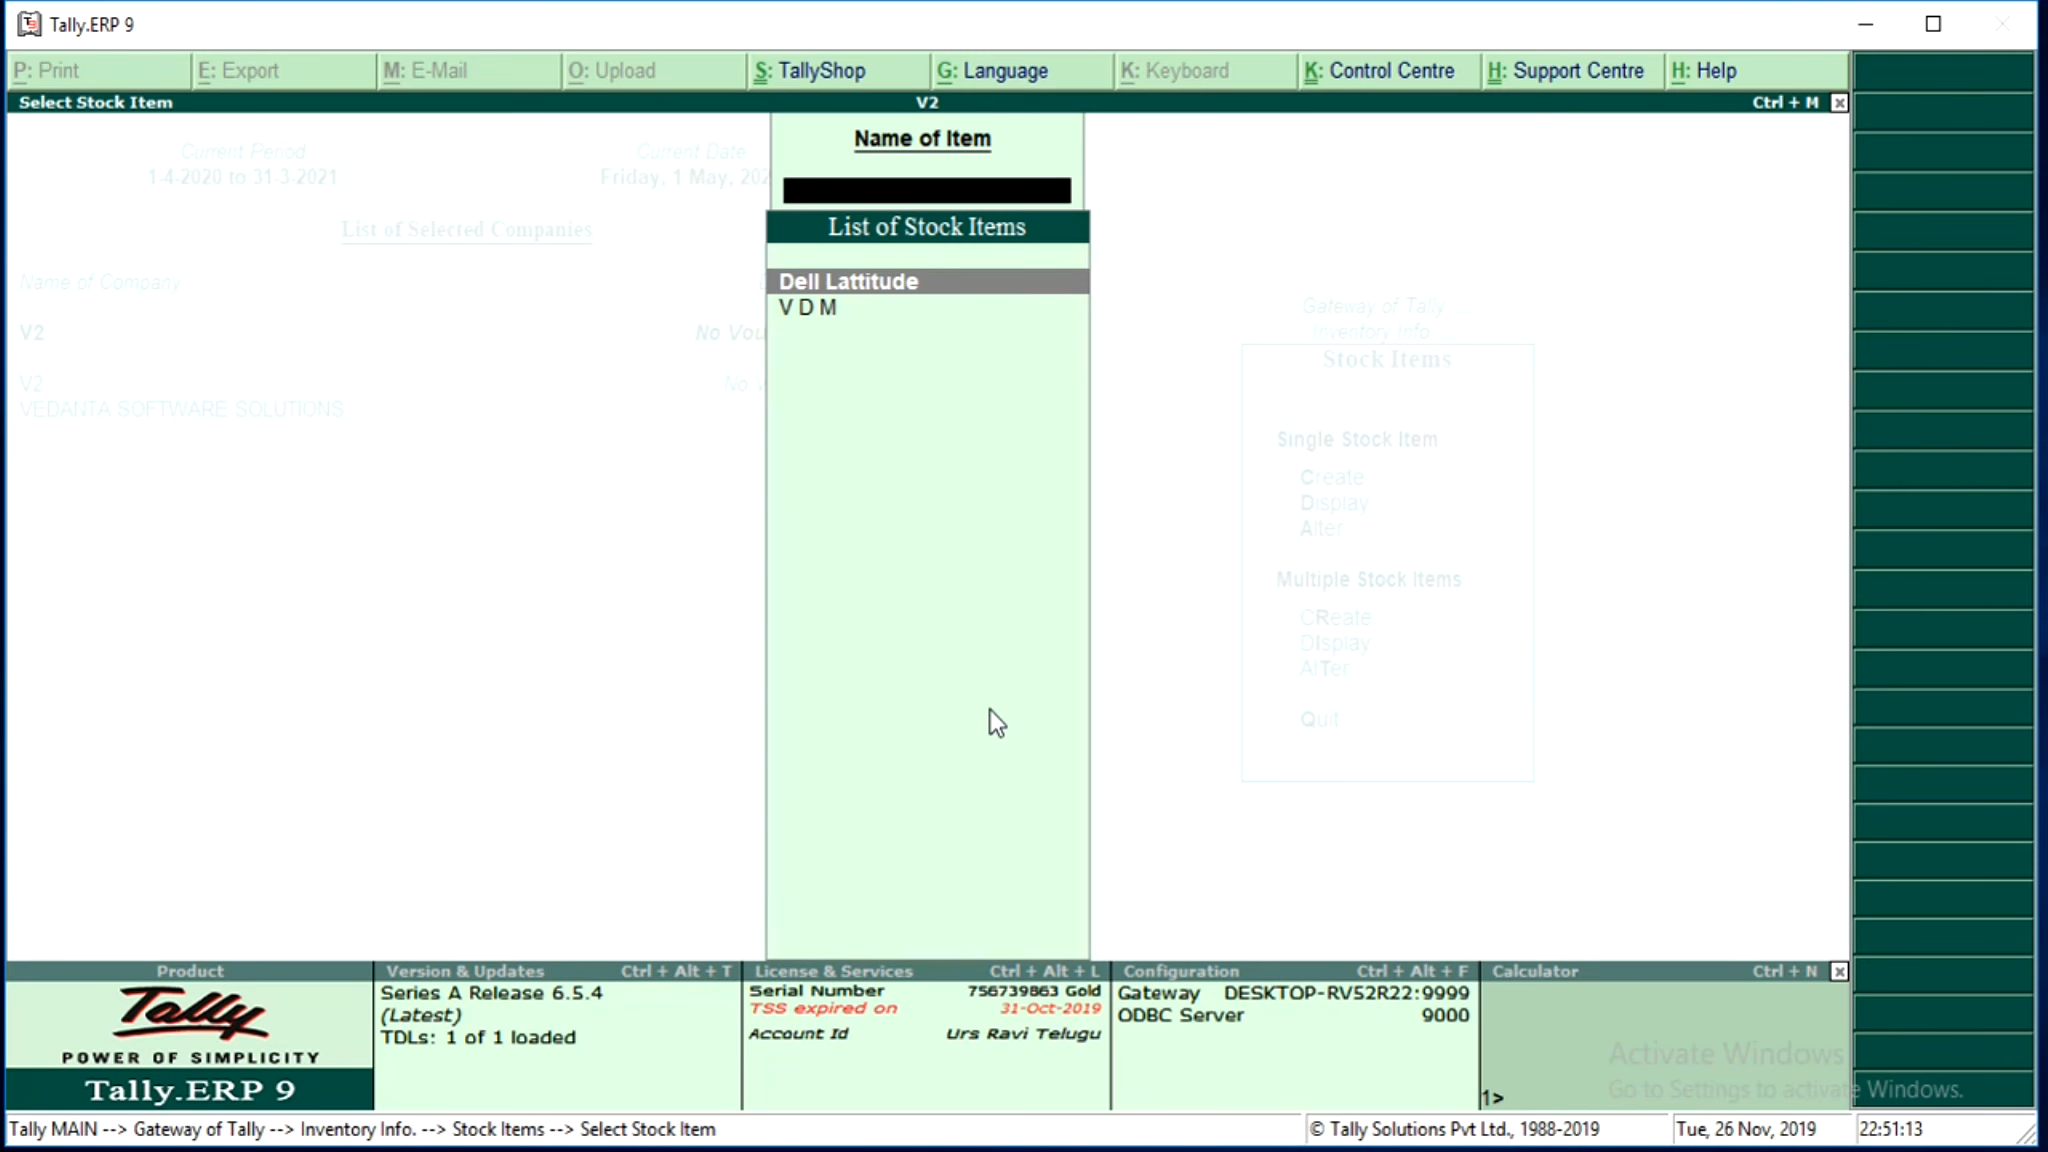 Tally.ERP 9
P: Print
E: Export
M: E-Mail
O: Upload
S: TallyShop
G: Language
K: Keyboard
K: Control Centre
H: Support Centre
H: Help
Select Stock Item
V2
Ctrl + M
Current Period
1-4-2020 to 31-3-2021
Current Date
Friday, 1 May, 202
List of Selected Companies
Name of Company
V2
No Vou
V2
No
VEDANTA SOFTWARE SOLUTIONS
Name of Item
List of Stock Items
Dell Lattitude
V D M
Gateway of Tally ...
Inventory Info...
Stock Items
Single Stock Item
Create
Display
Alter
Multiple Stock Items
CReate
DIsplay
AlTer
Quit
Product
Tally
POWER OF SIMPLICITY
Tally.ERP 9
Version & Updates Ctrl + Alt + T
Series A Release 6.5.4
(Latest)
TDLs: 1 of 1 loaded
License & Services Ctrl + Alt + L
Serial Number 756739863 Gold
TSS expired on 31-Oct-2019
Account Id Urs Ravi Telugu
Configuration Ctrl + Alt + F
Gateway DESKTOP-RV52R22:9999
ODBC Server 9000
Calculator Ctrl + N
1>
Activate Windows
Go to Settings to activate Windows.
Tally MAIN --> Gateway of Tally --> Inventory Info. --> Stock Items --> Select Stock Item
© Tally Solutions Pvt Ltd., 1988-2019
Tue, 26 Nov, 2019
22:51:13